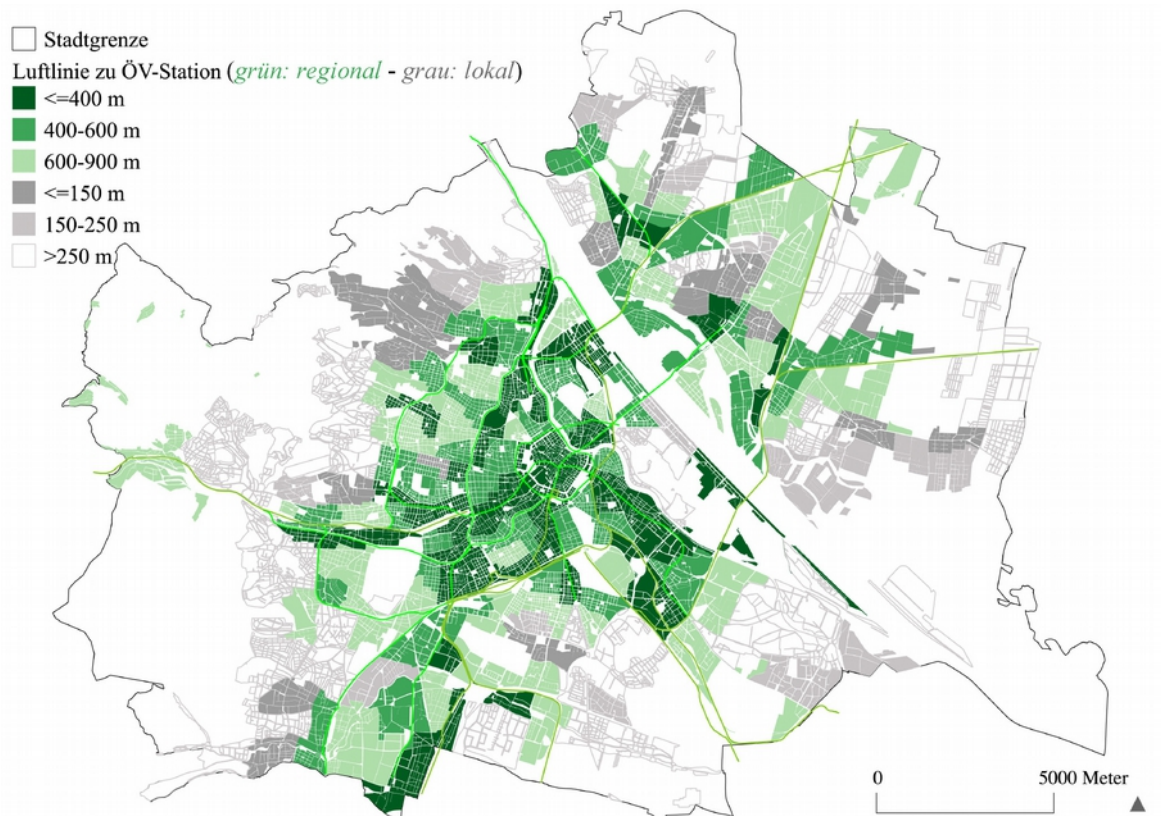 Stadtgrenze
Luftlinie zu ÖV-Station (grün: regional - grau: lokal)
<=400 m
400-600 m
600-900 m
<=150 m
150-250 m
>250 m
0 5000 Meter